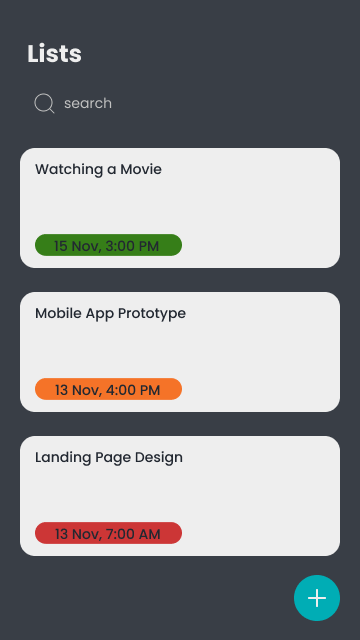 Lists
search
Watching a Movie
15 Nov, 3:00 PM
Mobile App Prototype
13 Nov, 4:00 PM
Landing Page Design
13 Nov, 7:00 AM